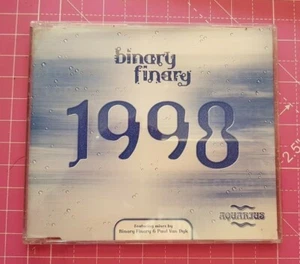 binary
finary
1998
AQUARIUS
featuring mixes by
Binary Finary & Paul Van Dyk